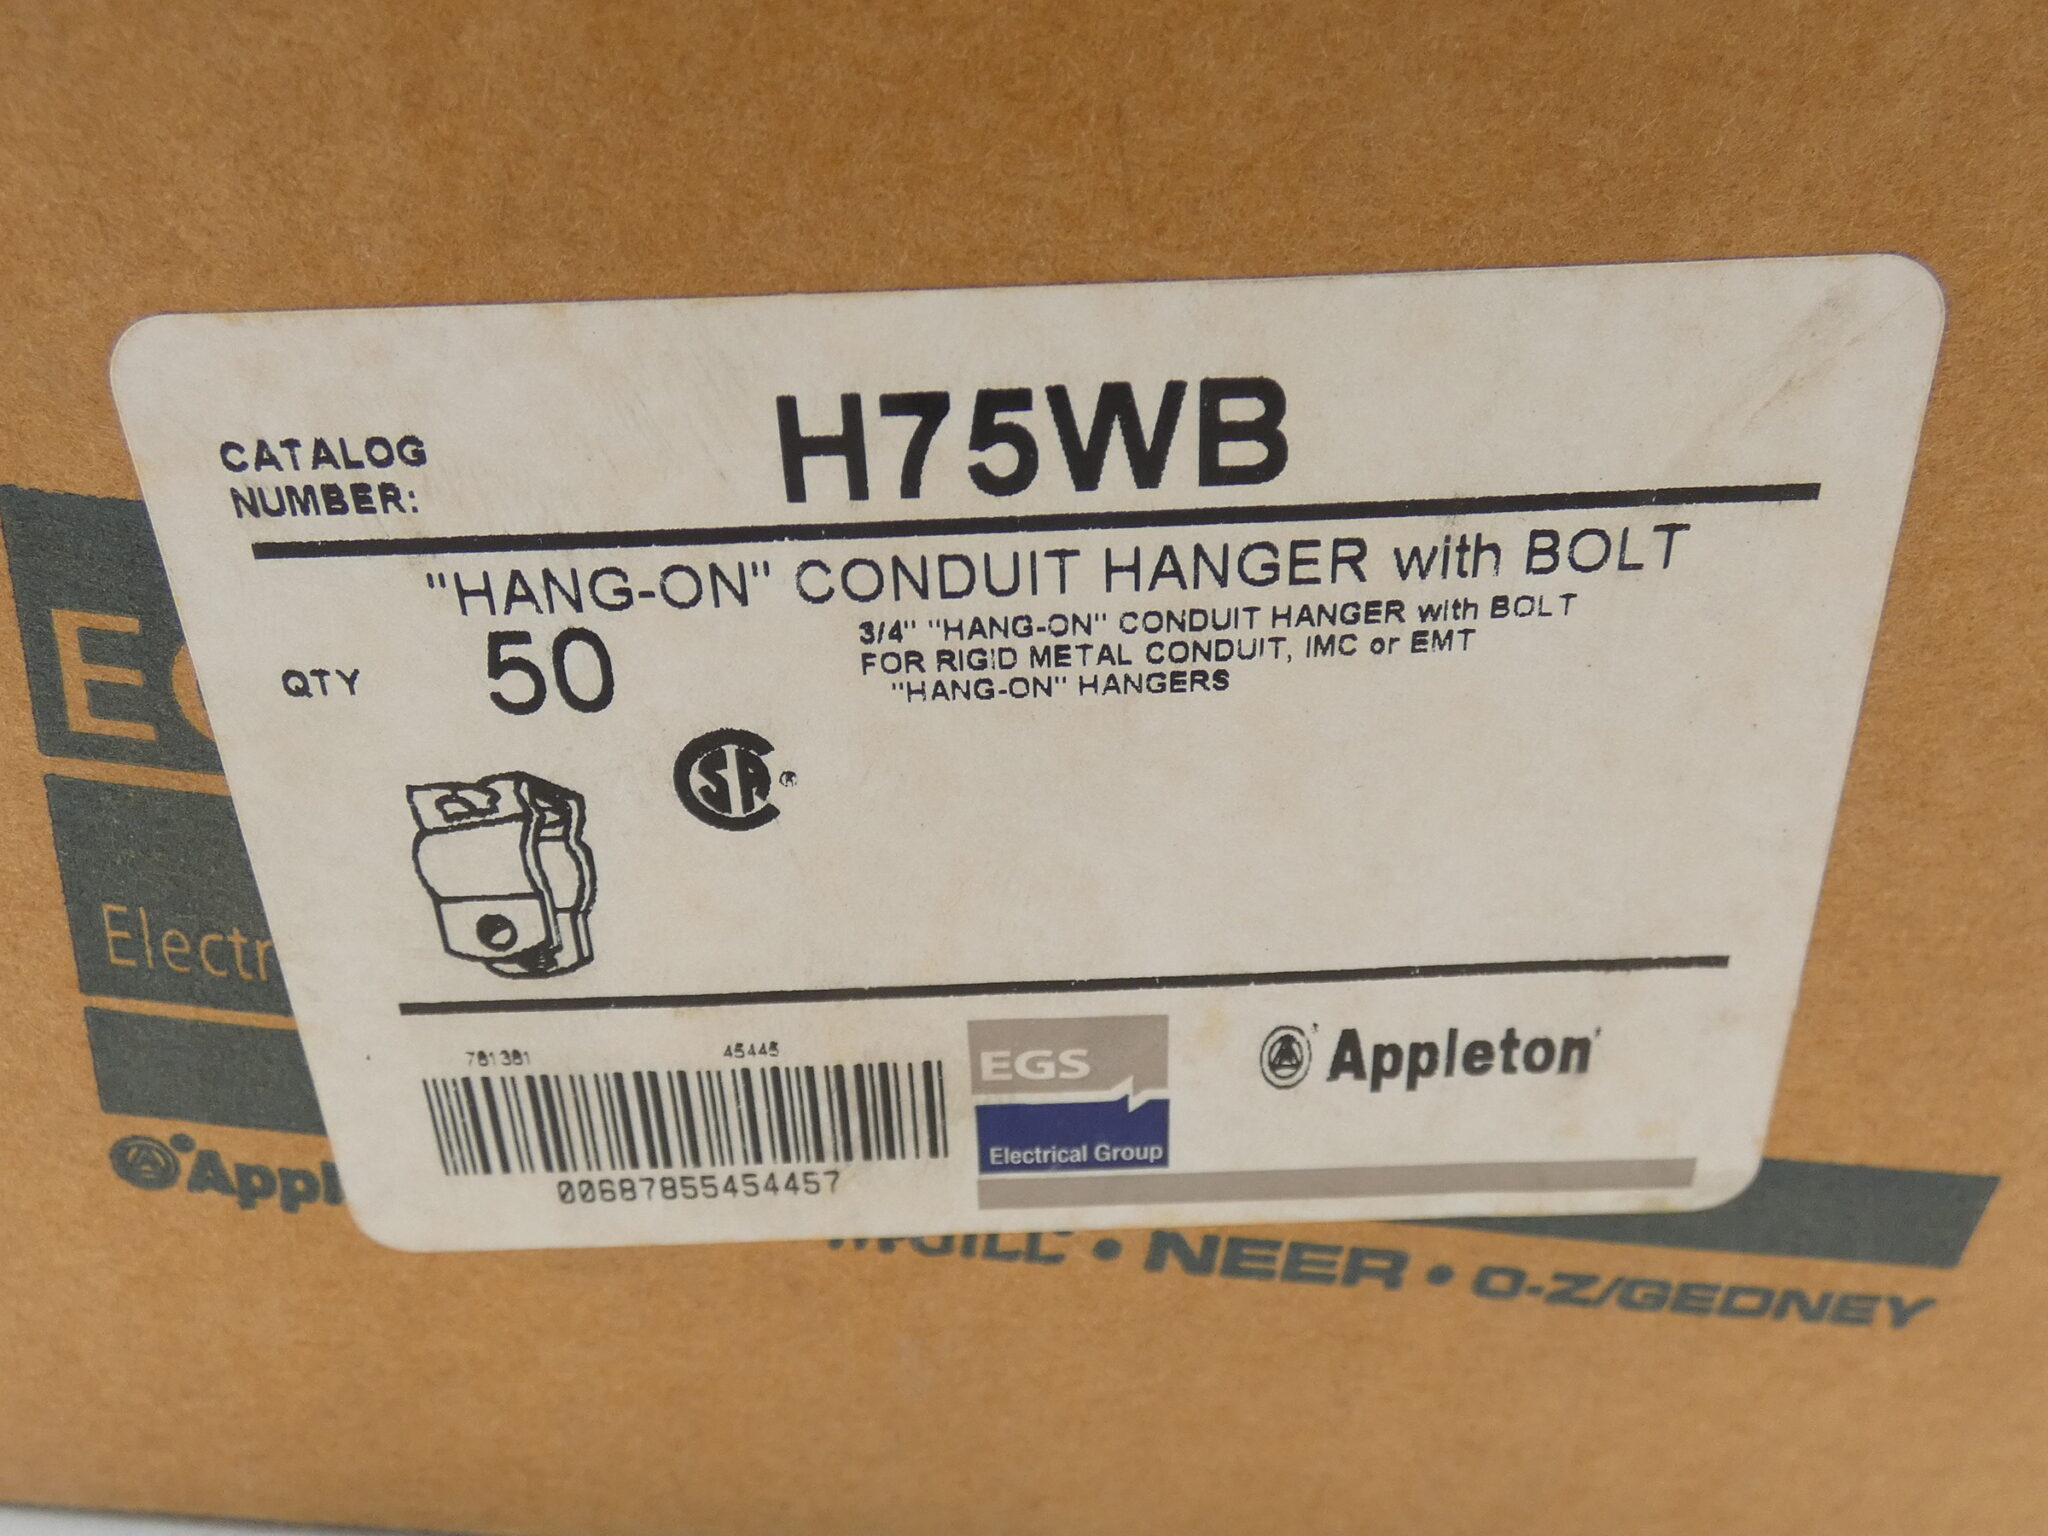 CATALOG
NUMBER:
H75WB
"HANG-ON" CONDUIT HANGER with BOLT
QTY 50
3/4" "HANG-ON" CONDUIT HANGER with BOLT
FOR RIGID METAL CONDUIT, IMC or EMT
"HANG-ON" HANGERS
CSA®
781381 45445
00687855454457
EGS
Electrical Group
Appleton
NEER • O-Z/GEDNEY